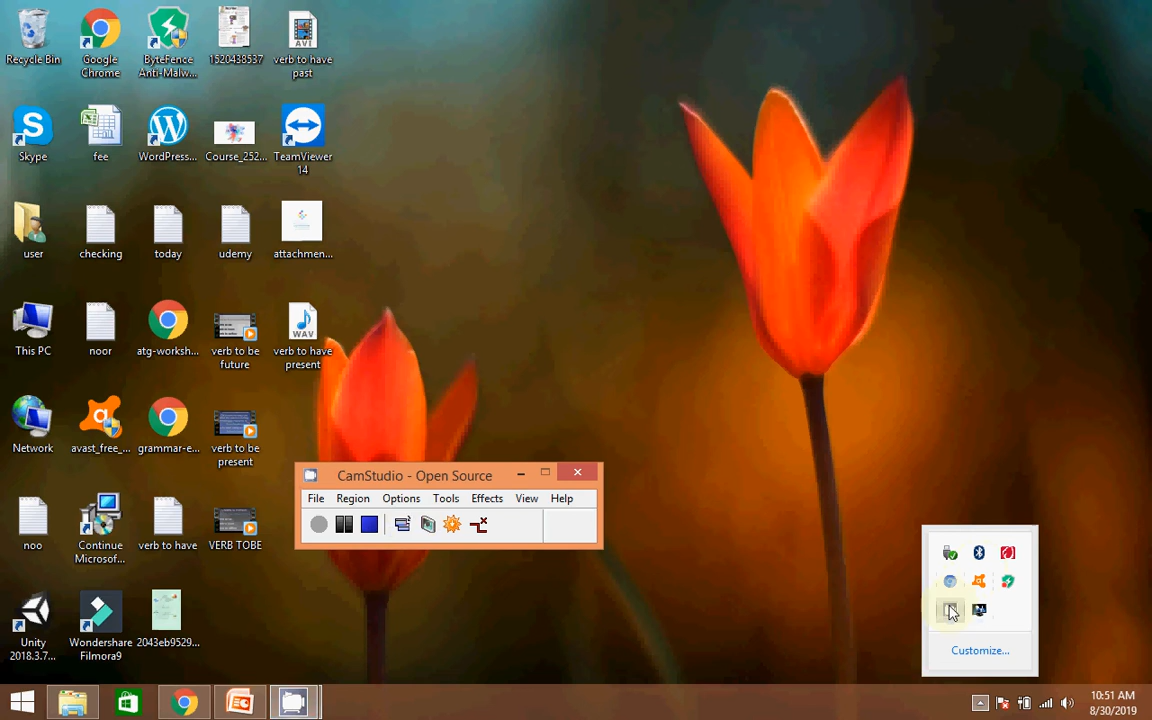 Recycle Bin
Google
Chrome
ByteFence
Anti-Malw...
1520438537
verb to have
past
Skype
fee
WordPress...
Course_252...
TeamViewer
14
user
checking
today
udemy
attachmen...
This PC
noor
atg-worksh...
verb to be
future
WAV
verb to have
present
Network
avast_free_...
grammar-e...
verb to be
present
noo
Continue
Microsof...
verb to have
VERB TOBE
Unity
2018.3.7...
Wondershare
Filmora9
2043eb9529...
CamStudio - Open Source
File
Region
Options
Tools
Effects
View
Help
Customize...
10:51 AM
8/30/2019